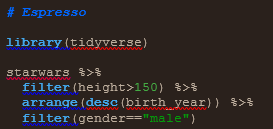 # Espresso
library(tidyverse)
starwars %>%
  filter(height>150) %>%
  arrange(desc(birth_year)) %>%
  filter(gender=="male")